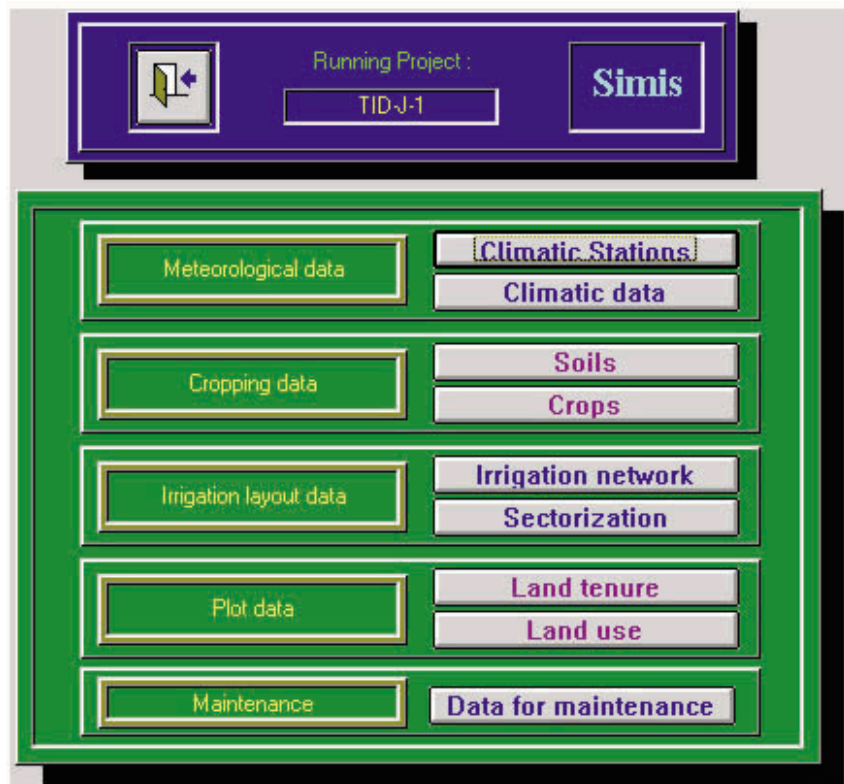 Running Project :
TID-J-1
Simis
Meteorological data
Climatic Stations
Climatic data
Cropping data
Soils
Crops
Irrigation layout data
Irrigation network
Sectorization
Plot data
Land tenure
Land use
Maintenance
Data for maintenance